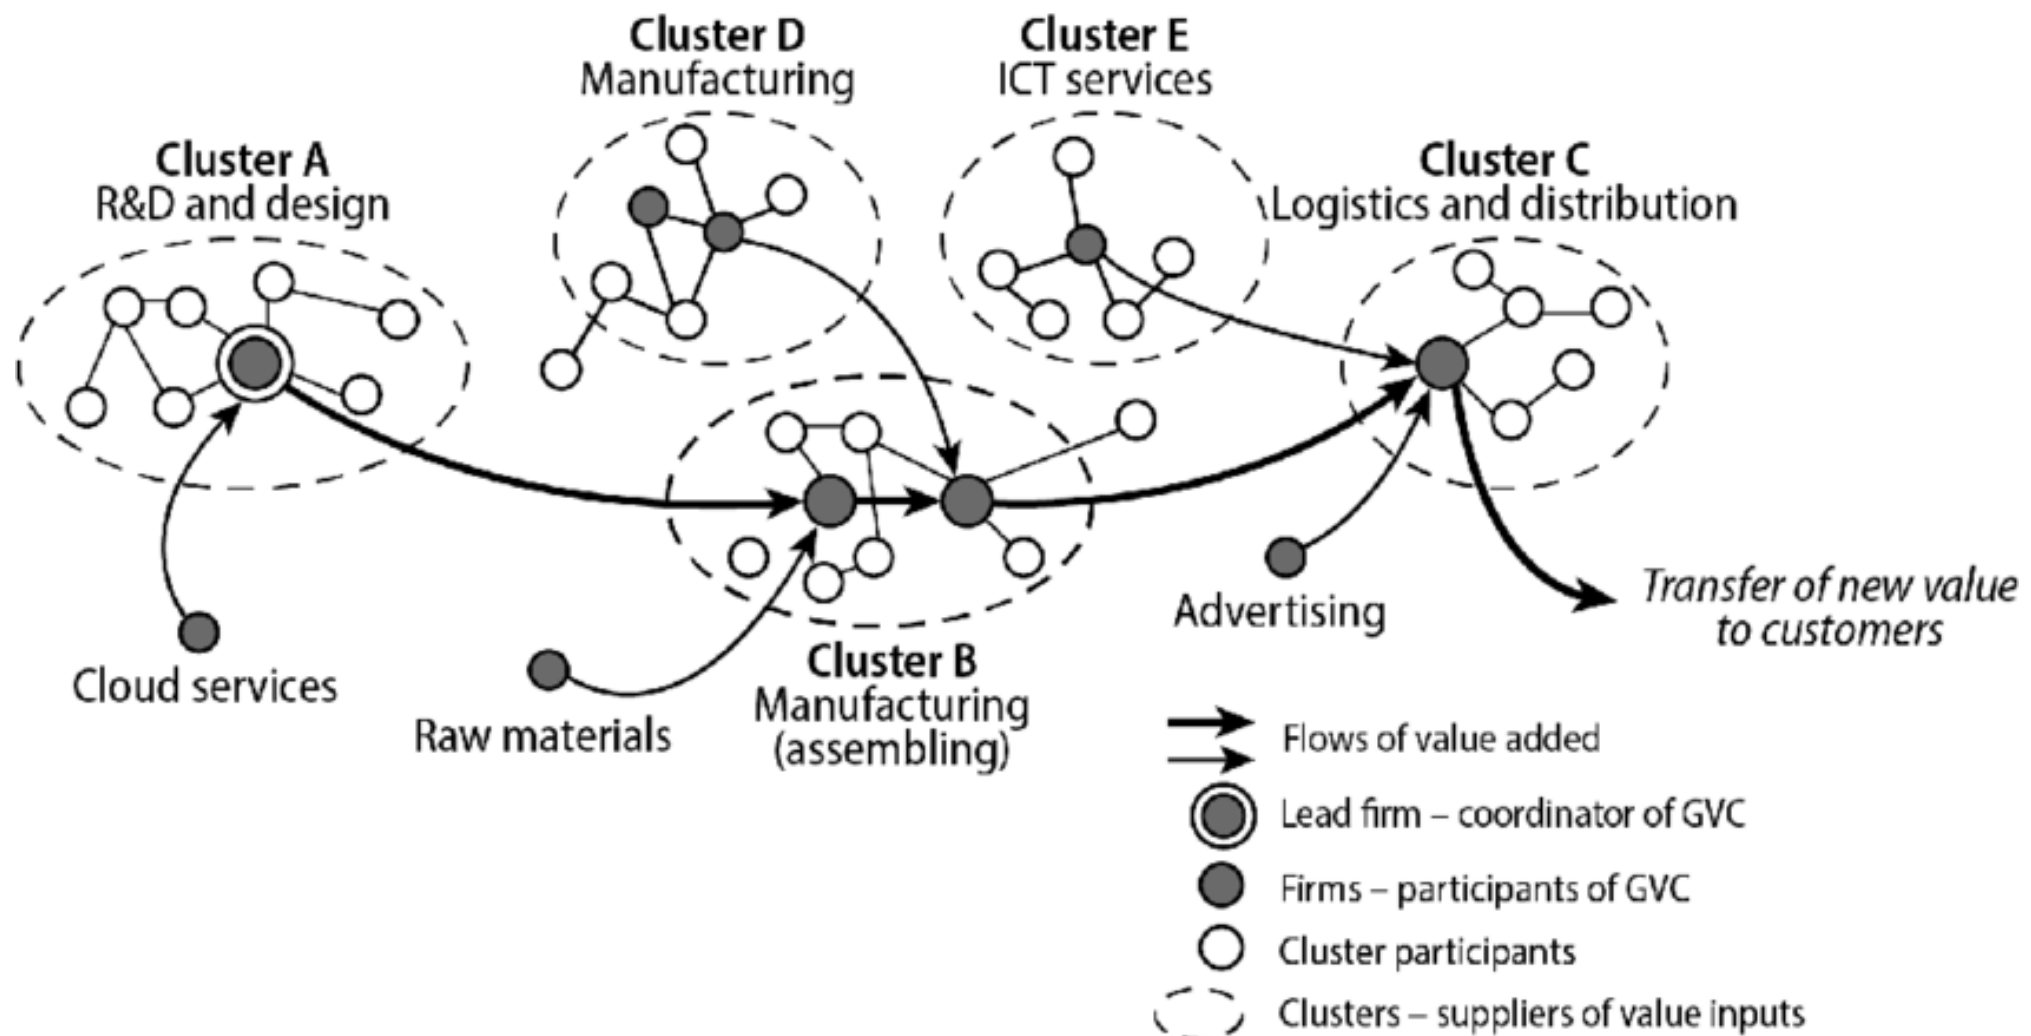 Cluster D
Manufacturing
Cluster E
ICT services
Cluster A
R&D and design
Cluster C
Logistics and distribution
Cloud services
Raw materials
Cluster B
Manufacturing
(assembling)
Advertising
Transfer of new value
to customers
Flows of value added
Lead firm – coordinator of GVC
Firms – participants of GVC
Cluster participants
Clusters – suppliers of value inputs